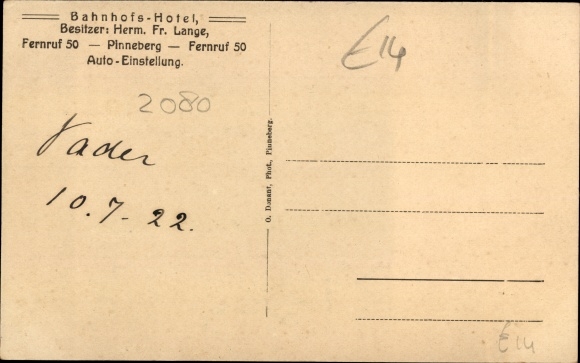 Bahnhofs-Hotel,
Besitzer: Herm. Fr. Lange,
Fernruf 50 — Pinneberg — Fernruf 50
Auto-Einstellung.
E14
2080
Vader
10.7-22.
O. Donant, Phot., Pinneberg.
E14